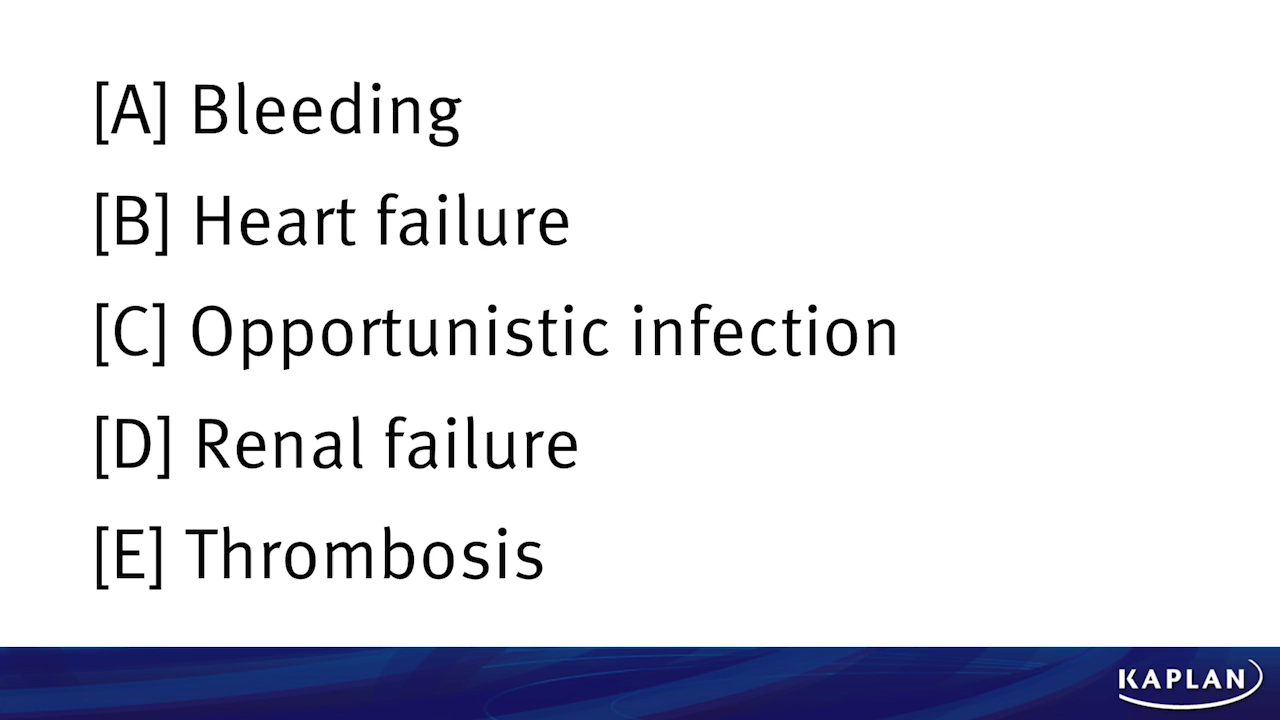 [A] Bleeding
[B] Heart failure
[C] Opportunistic infection
[D] Renal failure
[E] Thrombosis
KAPLAN